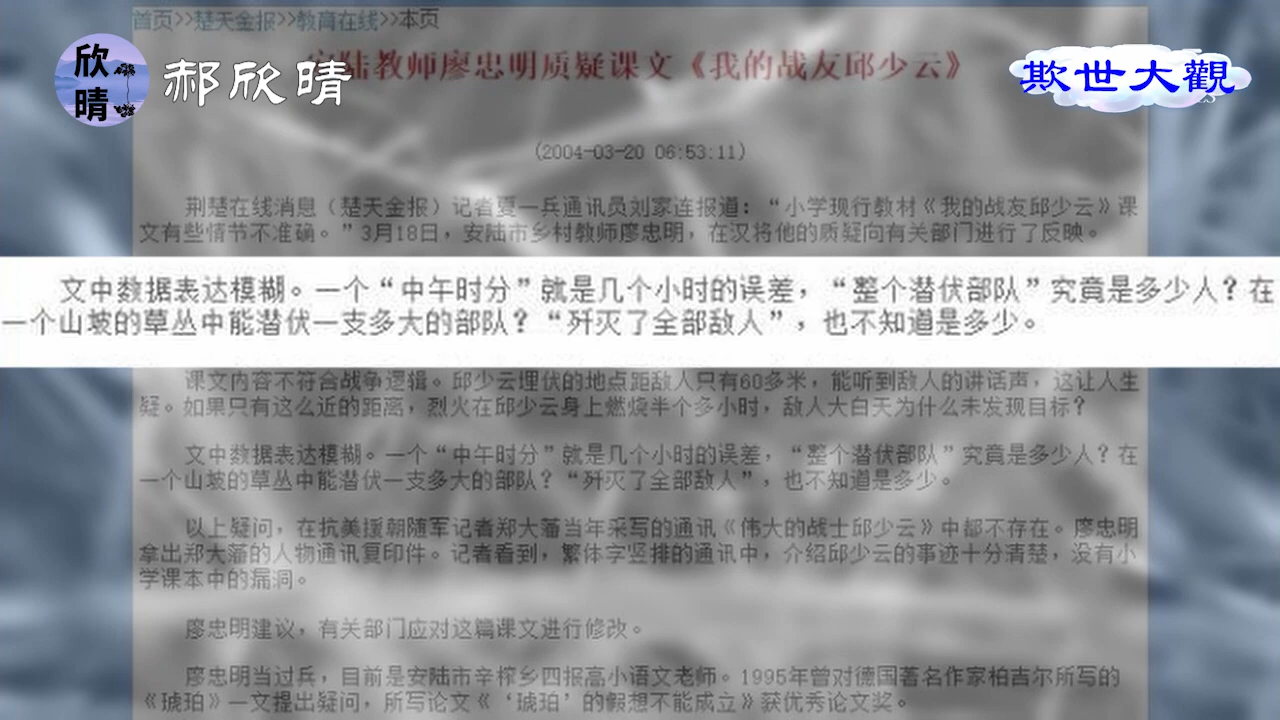 首页>>楚天金报>>教育在线>>本页
安陆教师廖忠明质疑课文《我的战友邱少云》
欣晴
郝欣晴
欺世大觀
(2004-03-20 06:53:11)
荆楚在线消息（楚天金报）记者夏一兵通讯员刘家连报道：“小学现行教材《我的战友邱少云》课
文有些情节不准确。”3月18日，安陆市乡村教师廖忠明，在汉将他的质疑向有关部门进行了反映。
文中数据表达模糊。一个“中午时分”就是几个小时的误差，“整个潜伏部队”究竟是多少人？在
一个山坡的草丛中能潜伏一支多大的部队？“歼灭了全部敌人”，也不知道是多少。
课文内容不符合战争逻辑。邱少云埋伏的地点距敌人只有60多米，能听到敌人的讲话声，这让人生
疑。如果只有这么近的距离，烈火在邱少云身上燃烧半个多小时，敌人大白天为什么未发现目标？
文中数据表达模糊。一个“中午时分”就是几个小时的误差，“整个潜伏部队”究竟是多少人？在
一个山坡的草丛中能潜伏一支多大的部队？“歼灭了全部敌人”，也不知道是多少。
以上疑问，在抗美援朝随军记者郑大藩当年采写的通讯《伟大的战士邱少云》中都不存在。廖忠明
拿出郑大藩的人物通讯复印件。记者看到，繁体字竖排的通讯中，介绍邱少云的事迹十分清楚，没有小
学课本中的漏洞。
廖忠明建议，有关部门应对这篇课文进行修改。
廖忠明当过兵，目前是安陆市辛榨乡四报高小语文老师。1995年曾对德国著名作家柏吉尔所写的
《琥珀》一文提出疑问，所写论文《‘琥珀’的假想不能成立》获优秀论文奖。